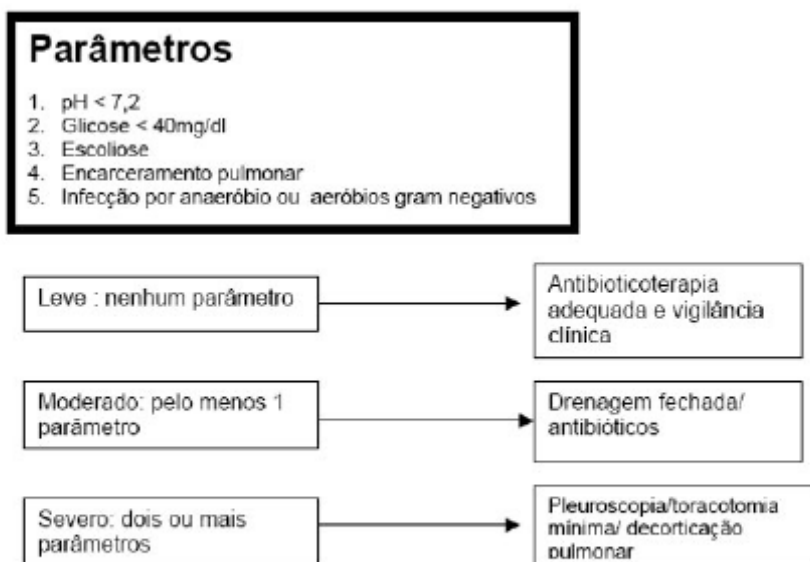 Parâmetros
1. pH < 7,2
2. Glicose < 40mg/dl
3. Escoliose
4. Encarceramento pulmonar
5. Infecção por anaeróbio ou aeróbios gram negativos
Leve : nenhum parâmetro
Antibioticoterapia
adequada e vigilância
clínica
Moderado: pelo menos 1
parâmetro
Drenagem fechada/
antibióticos
Severo: dois ou mais
parâmetros
Pleuroscopia/toracotomia
mínima/ decorticação
pulmonar